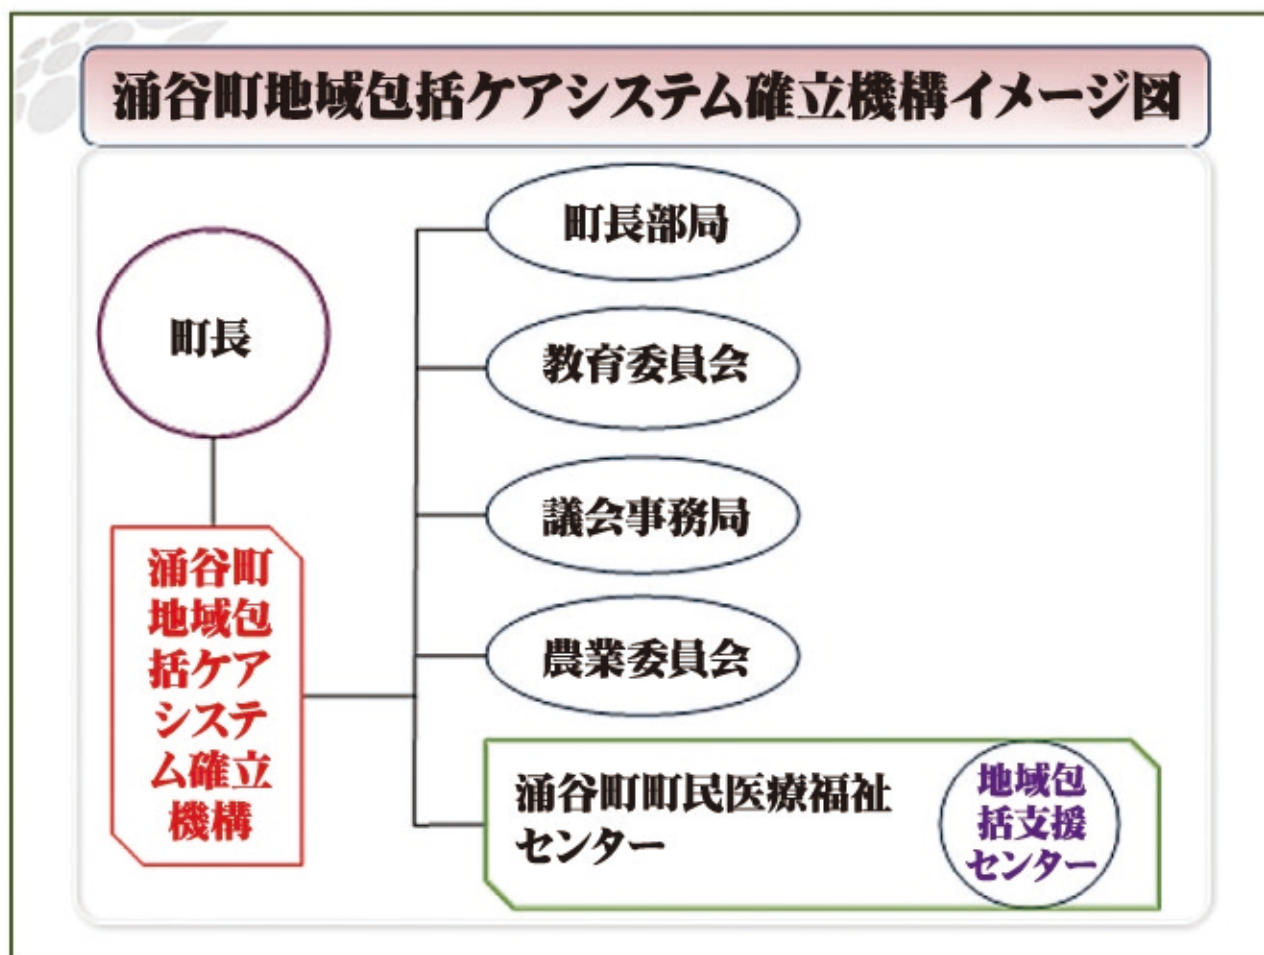 涌谷町地域包括ケアシステム確立機構イメージ図
町長
涌谷町
地域包
括ケア
システ
ム確立
機構
町長部局
教育委員会
議会事務局
農業委員会
涌谷町町民医療福祉
センター
地域包
括支援
センター